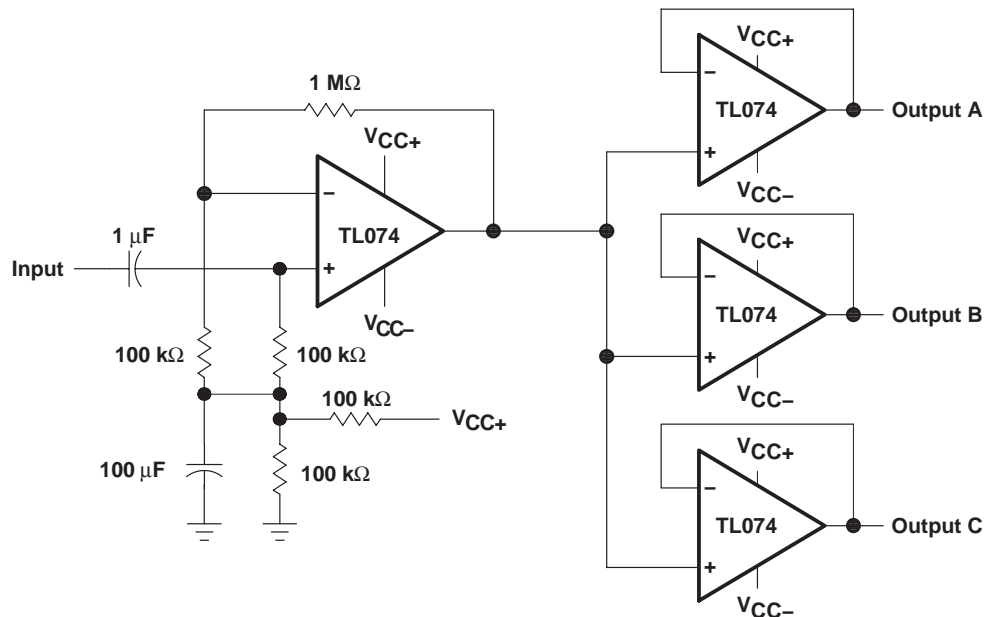 1 MΩ
VCC+
−
TL074
+
VCC−
1 μF
Input
100 kΩ
100 kΩ
100 kΩ
VCC+
100 μF
100 kΩ
VCC+
−
TL074
+
VCC−
Output A
VCC+
−
TL074
+
VCC−
Output B
VCC+
−
TL074
+
VCC−
Output C